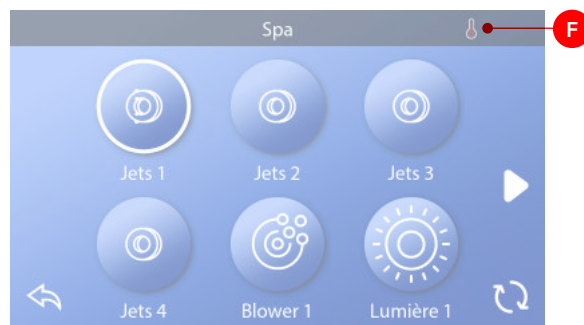 Spa
F
Jets 1
Jets 2
Jets 3
Jets 4
Blower 1
Lumière 1